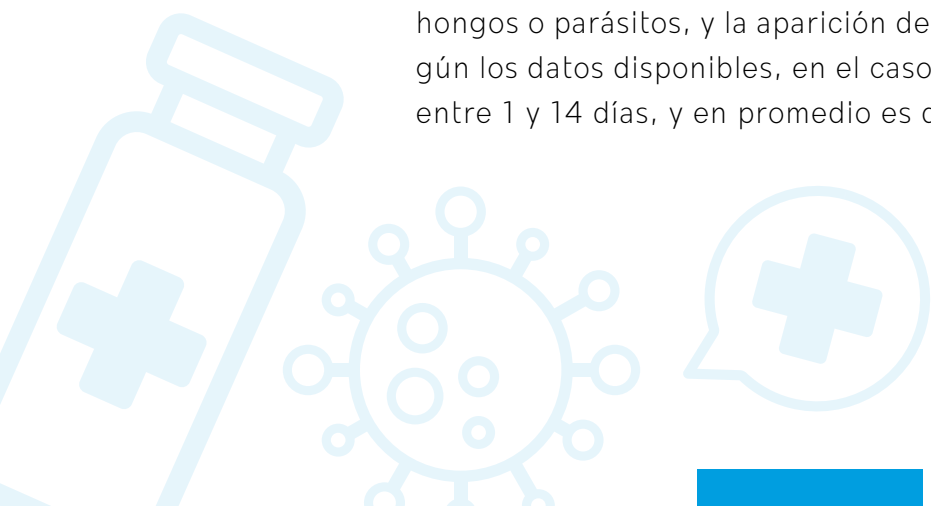 hongos o parásitos, y la aparición de
gún los datos disponibles, en el caso
entre 1 y 14 días, y en promedio es